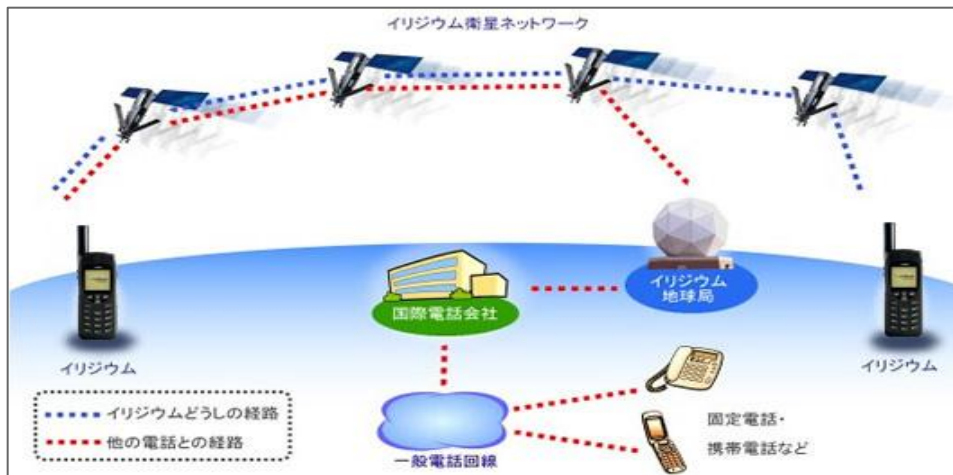 イリジウム衛星ネットワーク
イリジウム
地球局
国際電話会社
イリジウム
イリジウム
イリジウムどうしの経路
他の電話との経路
一般電話回線
固定電話・
携帯電話など